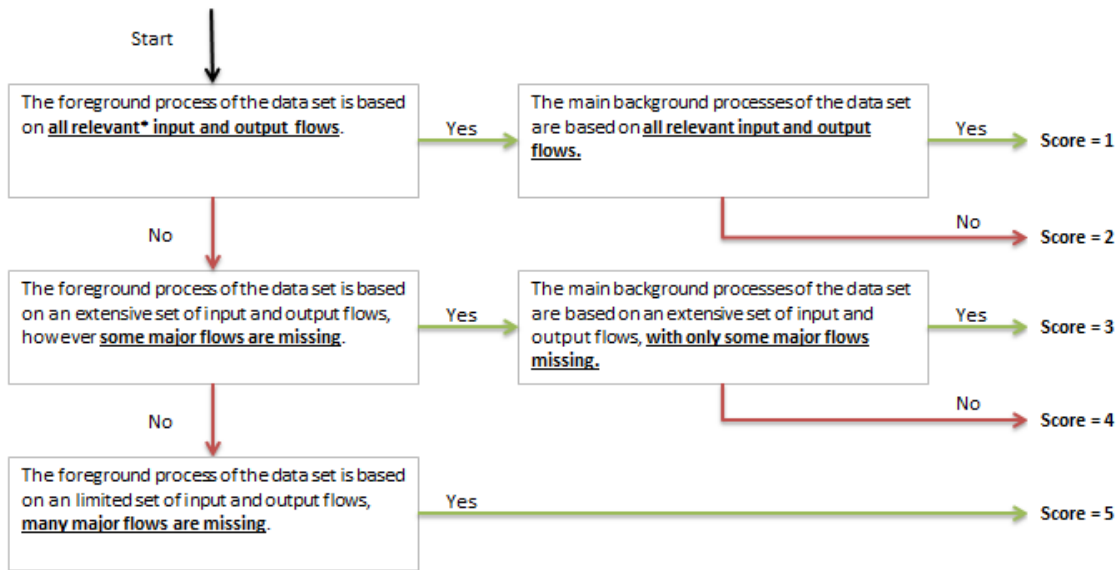 Start
The foreground process of the data set is based
on all relevant* input and output flows.
Yes
The main background processes of the data set
are based on all relevant input and output
flows.
Yes
Score = 1
No
No
Score = 2
The foreground process of the data set is based
on an extensive set of input and output flows,
however some major flows are missing.
Yes
The main background processes of the data set
are based on an extensive set of input and
output flows, with only some major flows
missing.
Yes
Score = 3
No
No
Score = 4
The foreground process of the data set is based
on an limited set of input and output flows,
many major flows are missing.
Yes
Score = 5